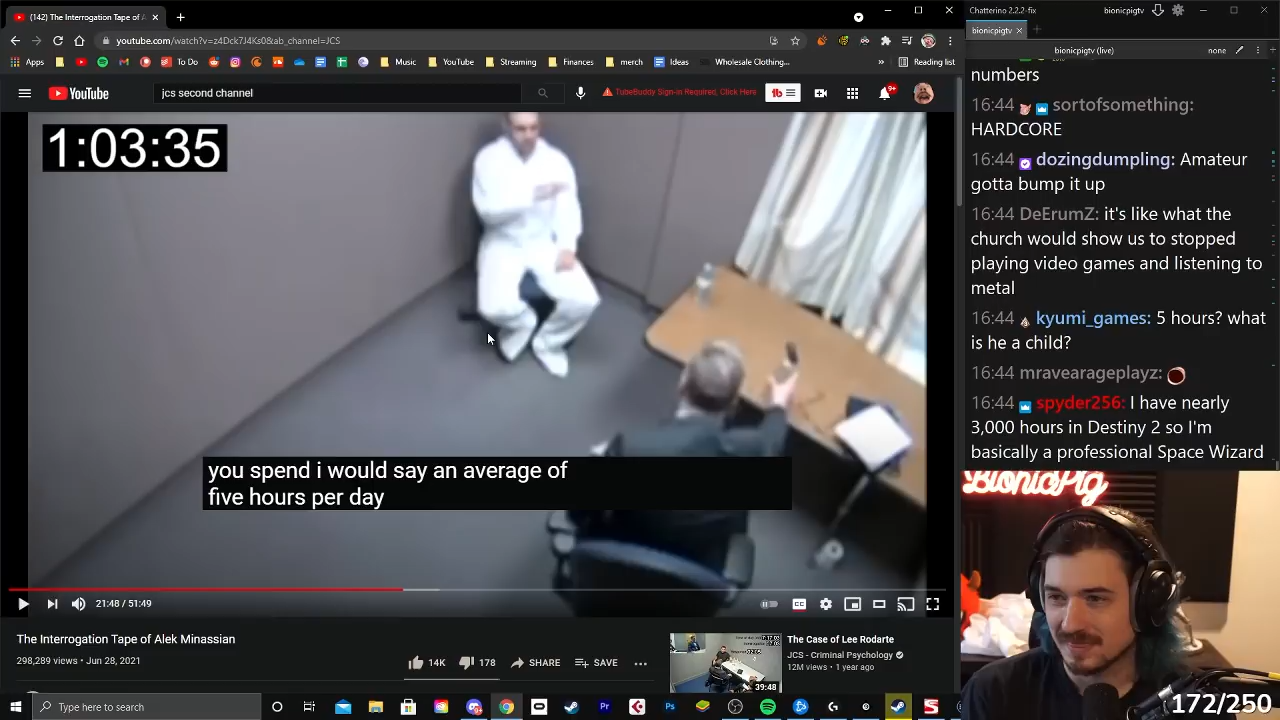 (142) The Interrogation Tape of A
youtube.com/watch?v=z4Dck7J4Ks0&ab_channel=JCS
Apps
To Do
Music
YouTube
Streaming
Finances
merch
Ideas
Wholesale Clothing...
Reading list
YouTube
jcs second channel
TubeBuddy Sign-in Required, Click Here
9+
1:03:35
you spend i would say an average of
five hours per day
21:48 / 51:49
The Interrogation Tape of Alek Minassian
298,289 views • Jun 28, 2021
14K
178
SHARE
SAVE
39:48
The Case of Lee Rodarte
JCS - Criminal Psychology
12M views • 1 year ago
Type here to search
Chatterino 2.2.2-fix
bionicpigtv
bionicpigtv
bionicpigtv (live)
none
numbers
16:44 sortofsomething:
HARDCORE
16:44 dozingdumpling: Amateur
gotta bump it up
16:44 DeErumZ: it's like what the
church would show us to stopped
playing video games and listening to
metal
16:44 kyumi_games: 5 hours? what
is he a child?
16:44 mravearageplayz:
16:44 spyder256: I have nearly
3,000 hours in Destiny 2 so I'm
basically a professional Space Wizard
BionicPig
172/250